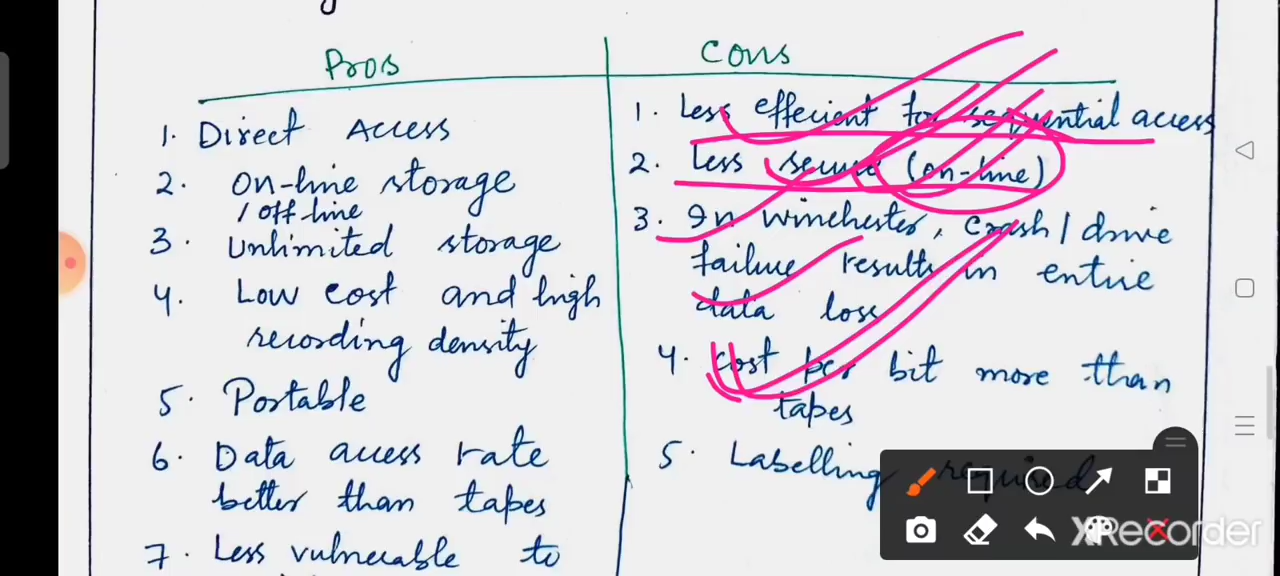 Pros
Cons
1. Direct Access
2. On-line storage
/ off line
3. Unlimited storage
4. Low cost and high
recording density
5. Portable
6. Data access rate
better than tapes
7. Less vulnerable to
1. Less effecient for sequential access
2. Less secure (on-line)
3. In winchester, crash / drive
failure results in entire
data loss
4. cost per bit more than
tapes
5. Labelling required
XRecorder